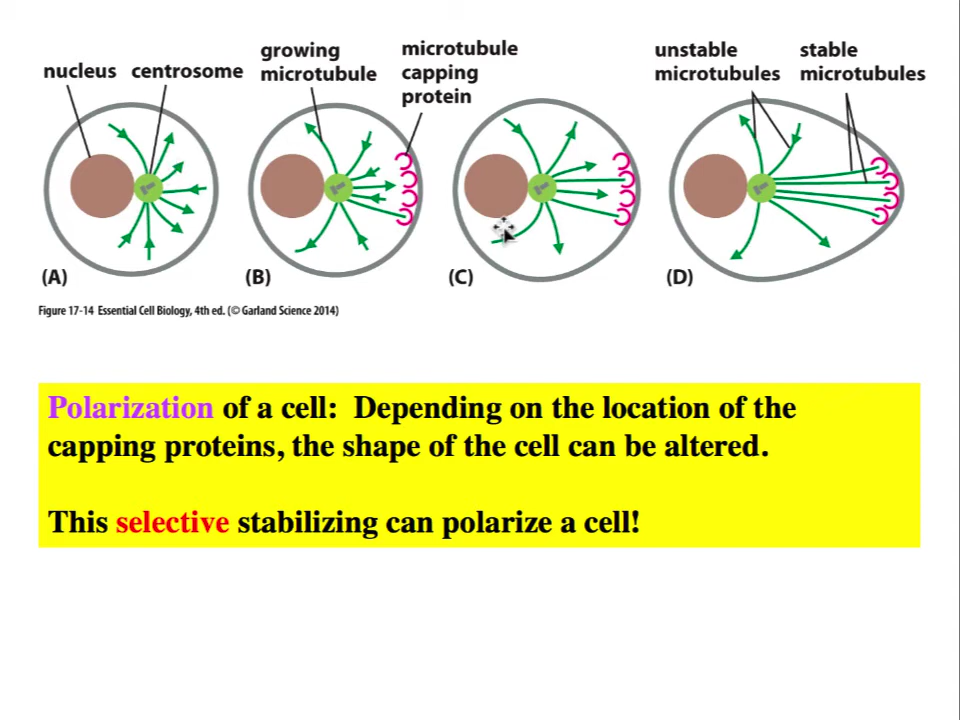 nucleus
centrosome
growing
microtubule
microtubule
capping
protein
unstable
microtubules
stable
microtubules
(A)
(B)
(C)
(D)
Figure 17-14 Essential Cell Biology, 4th ed. (© Garland Science 2014)
Polarization of a cell: Depending on the location of the
capping proteins, the shape of the cell can be altered.
This selective stabilizing can polarize a cell!